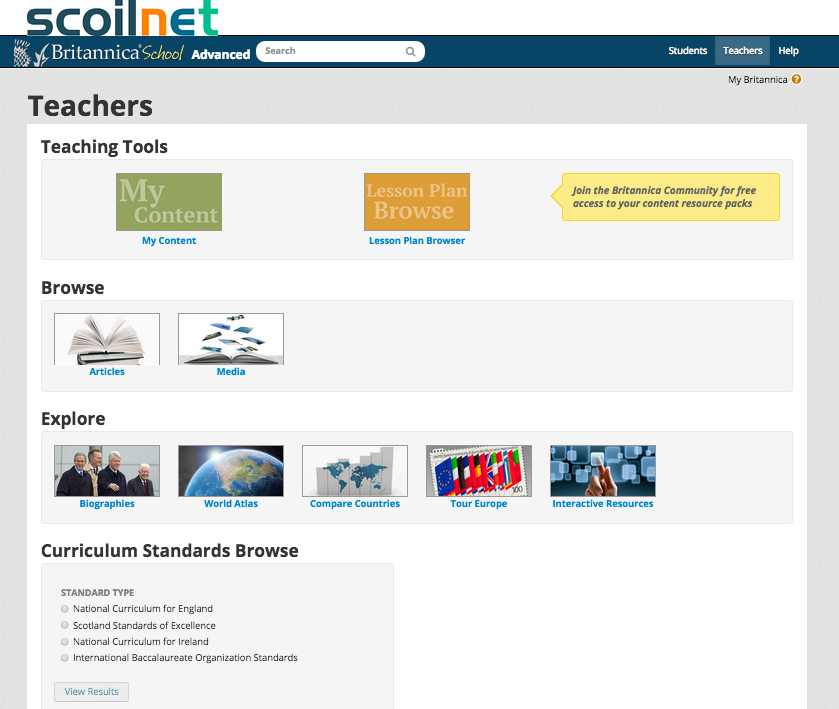 scoilnet
Britannica School Advanced Search Students Teachers Help
My Britannica ?
Teachers
Teaching Tools
My
Content
My Content
Lesson Plan
Browse
Lesson Plan Browser
Join the Britannica Community for free
access to your content resource packs
Browse
Articles
Media
Explore
100
Biographies
World Atlas
Compare Countries
Tour Europe
Interactive Resources
Curriculum Standards Browse
STANDARD TYPE
National Curriculum for England
Scotland Standards of Excellence
National Curriculum for Ireland
International Baccalaureate Organization Standards
View Results